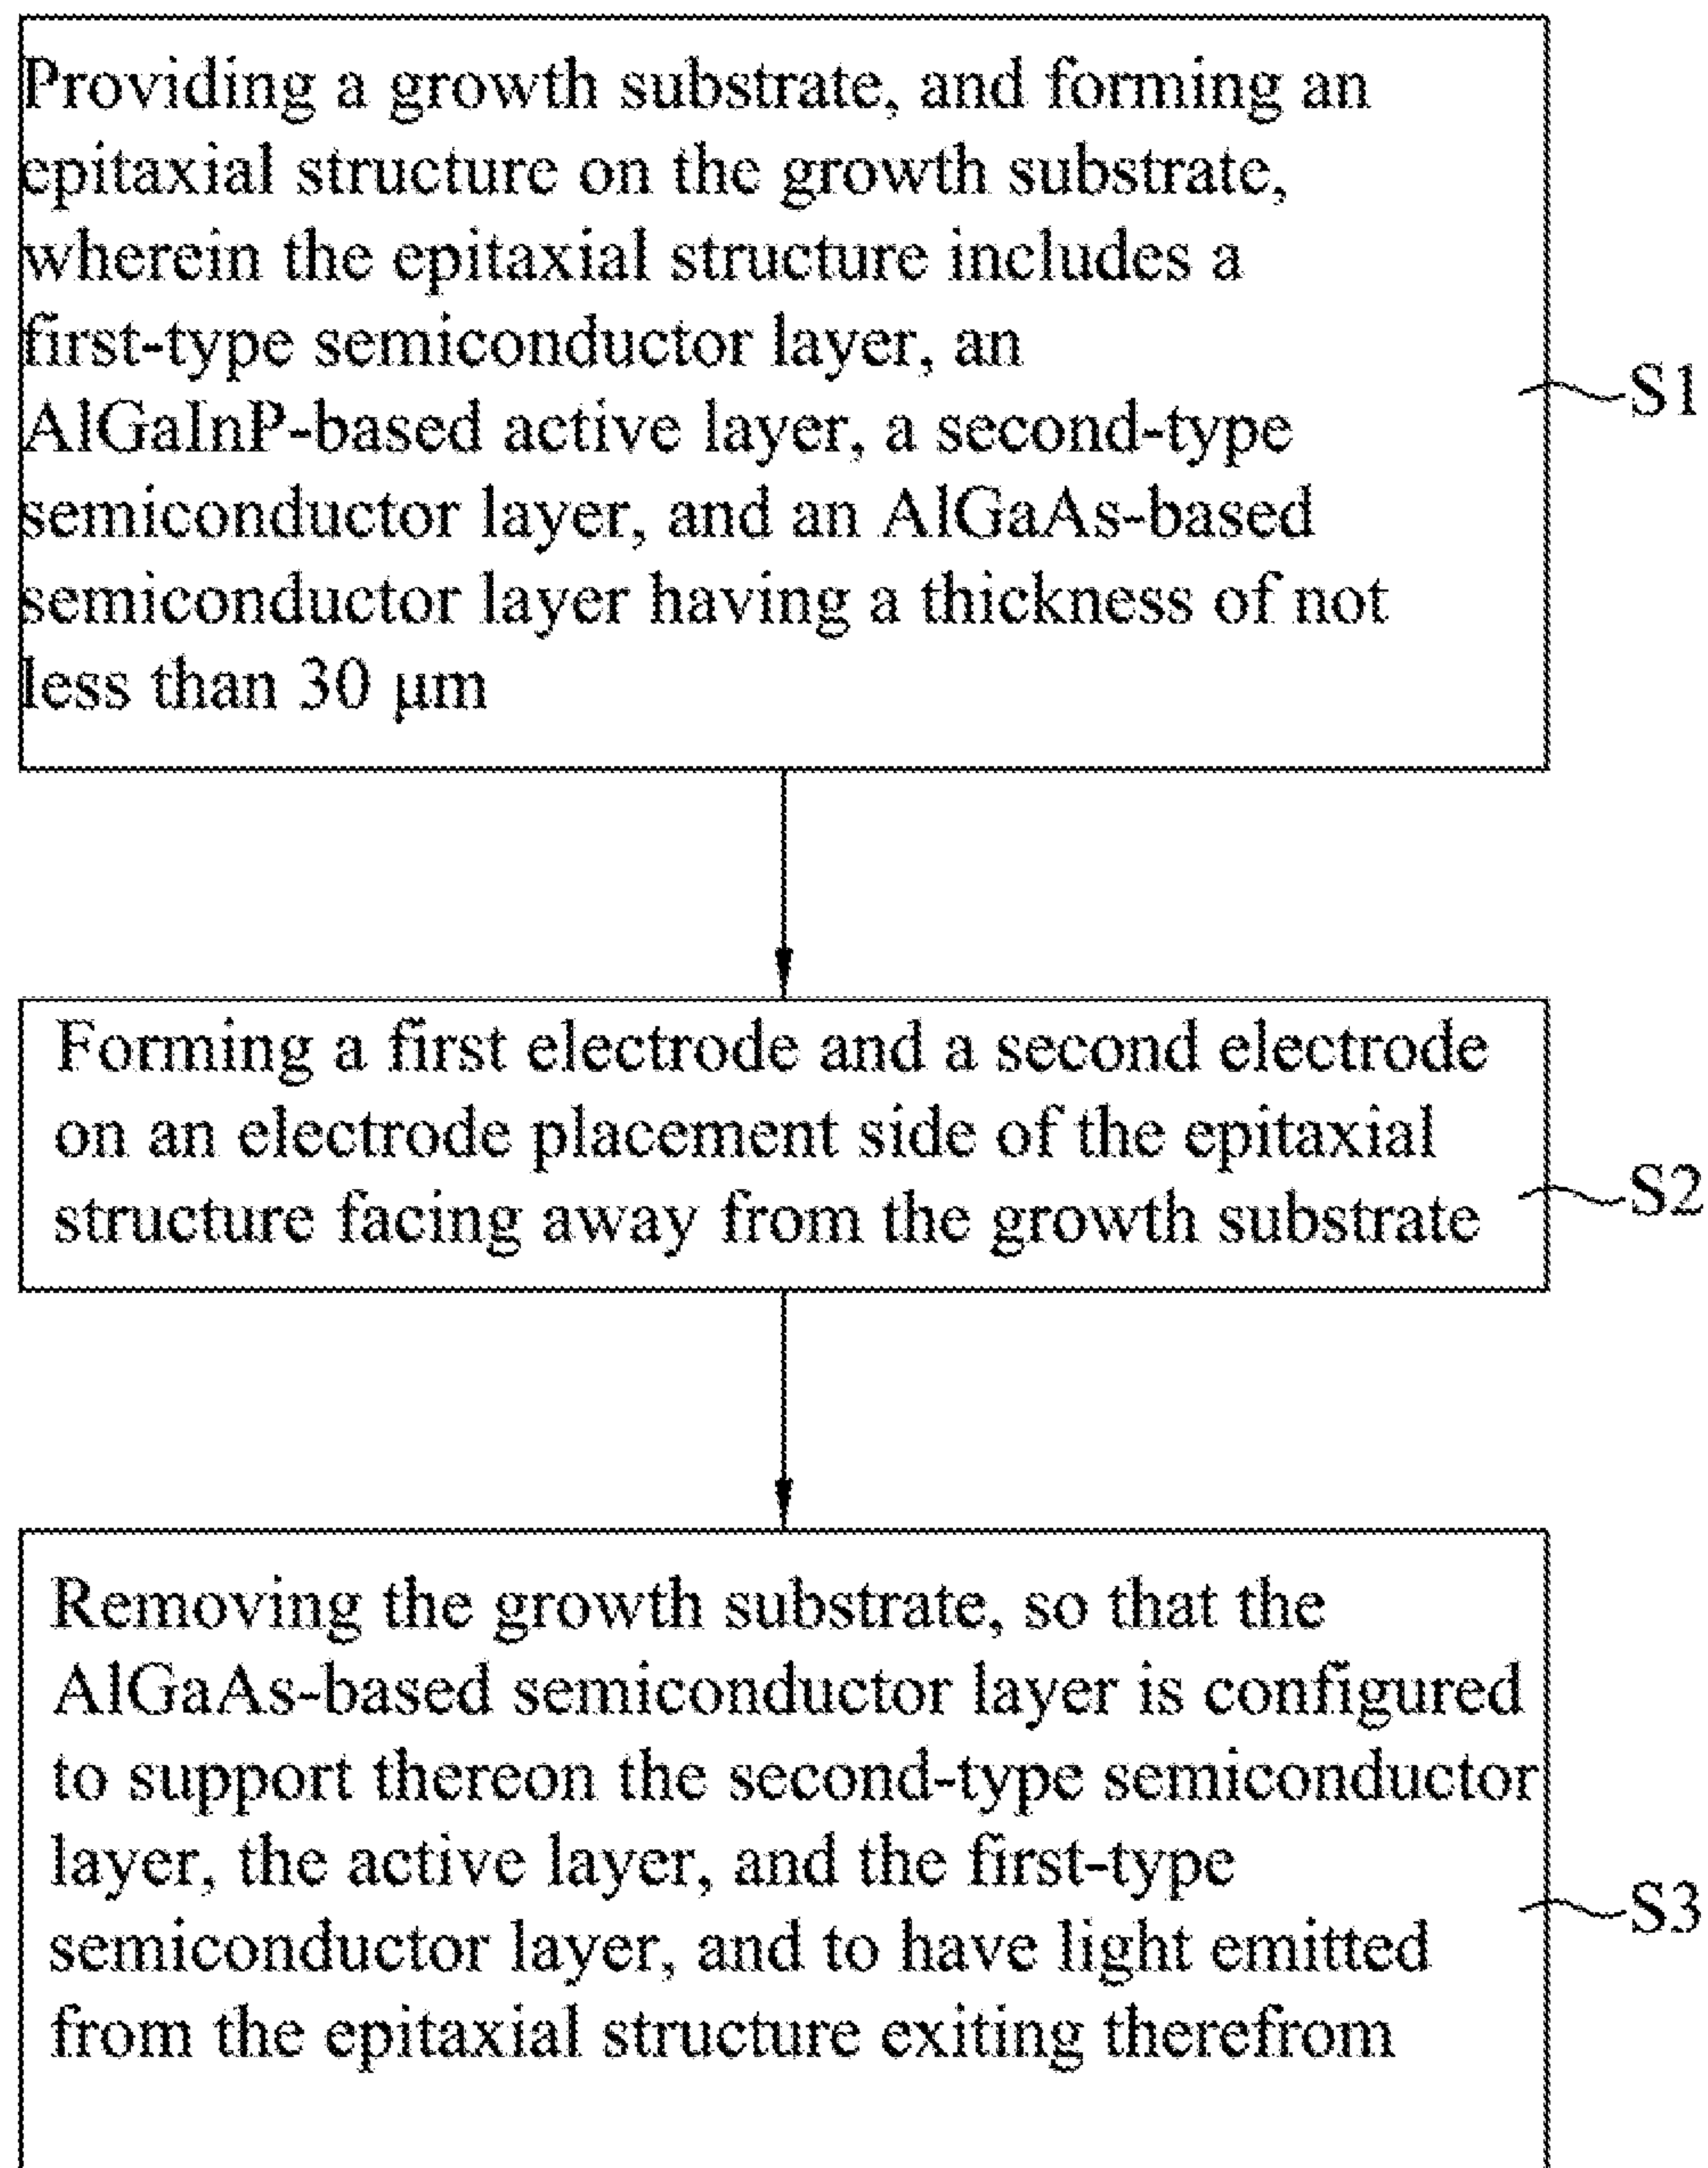 Providing a growth substrate, and forming an
epitaxial structure on the growth substrate,
wherein the epitaxial structure includes a
first-type semiconductor layer, an
AlGaInP-based active layer, a second-type
semiconductor layer, and an AlGaAs-based
semiconductor layer having a thickness of not
less than 30 μm
S1
Forming a first electrode and a second electrode
on an electrode placement side of the epitaxial
structure facing away from the growth substrate
S2
Removing the growth substrate, so that the
AlGaAs-based semiconductor layer is configured
to support thereon the second-type semiconductor
layer, the active layer, and the first-type
semiconductor layer, and to have light emitted
from the epitaxial structure exiting therefrom
S3